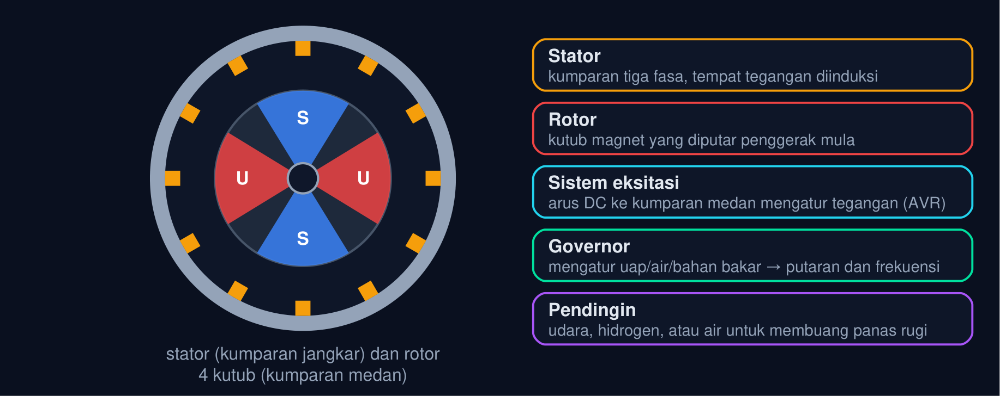 S
U
U
S
stator (kumparan jangkar) dan rotor
4 kutub (kumparan medan)
Stator
kumparan tiga fasa, tempat tegangan diinduksi
Rotor
kutub magnet yang diputar penggerak mula
Sistem eksitasi
arus DC ke kumparan medan mengatur tegangan (AVR)
Governor
mengatur uap/air/bahan bakar → putaran dan frekuensi
Pendingin
udara, hidrogen, atau air untuk membuang panas rugi